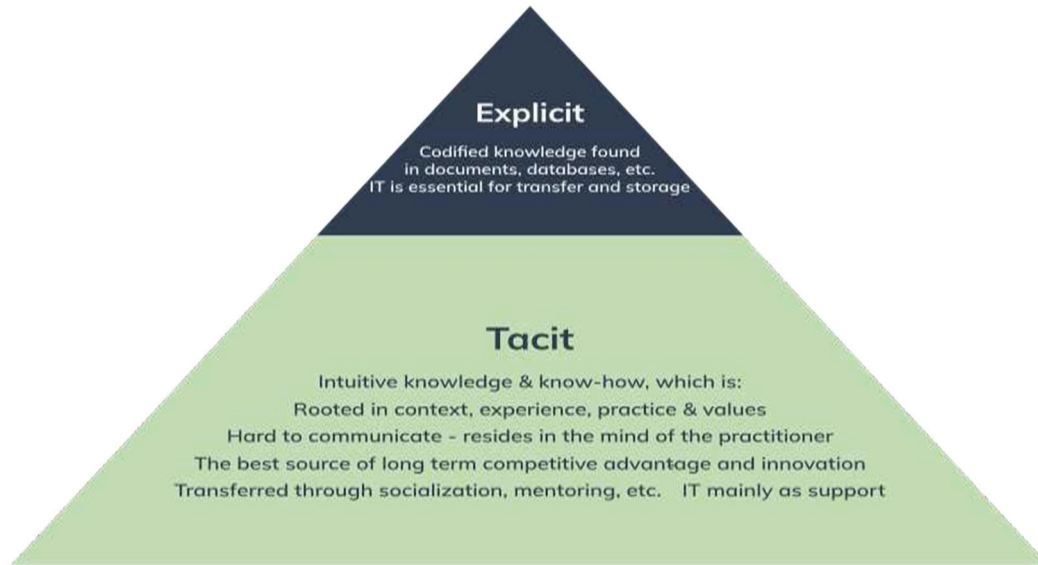 Explicit
Codified knowledge found
in documents, databases, etc.
IT is essential for transfer and storage
Tacit
Intuitive knowledge & know-how, which is:
Rooted in context, experience, practice & values
Hard to communicate - resides in the mind of the practitioner
The best source of long term competitive advantage and innovation
Transferred through socialization, mentoring, etc. IT mainly as support